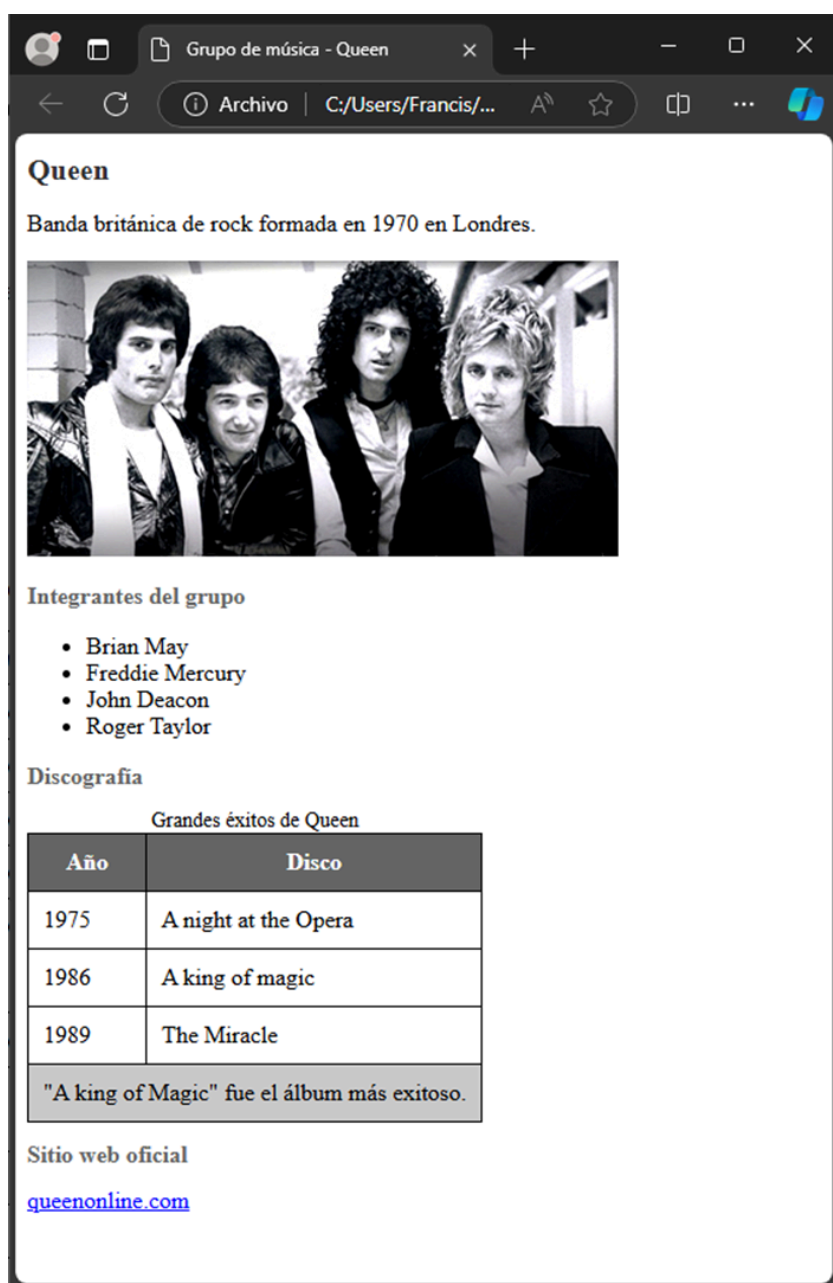 Grupo de música - Queen
Archivo C:/Users/Francis/...
Queen
Banda británica de rock formada en 1970 en Londres.
Integrantes del grupo
Brian May
Freddie Mercury
John Deacon
Roger Taylor
Discografía
Grandes éxitos de Queen
Año Disco
1975 A night at the Opera
1986 A king of magic
1989 The Miracle
"A king of Magic" fue el álbum más exitoso.
Sitio web oficial
queenonline.com